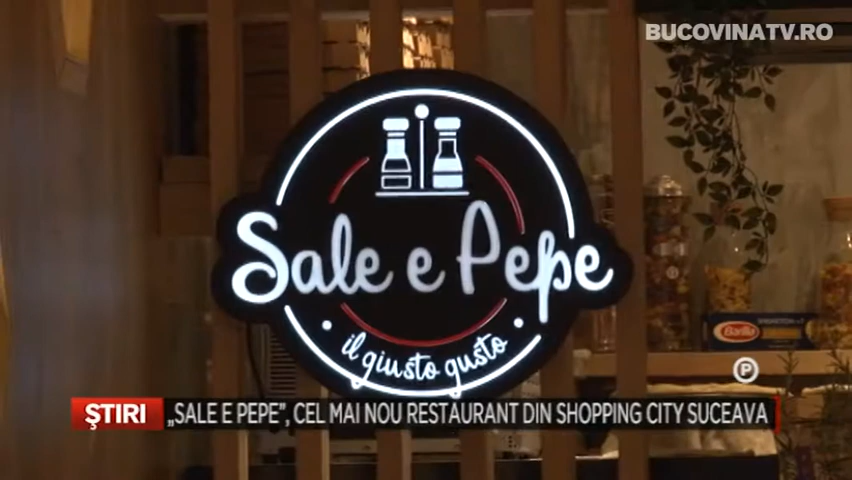 BUCOVINATV.RO
Sale e Pepe
il giusto gusto
Barilla
P
ŞTIRI „SALE E PEPE”, CEL MAI NOU RESTAURANT DIN SHOPPING CITY SUCEAVA